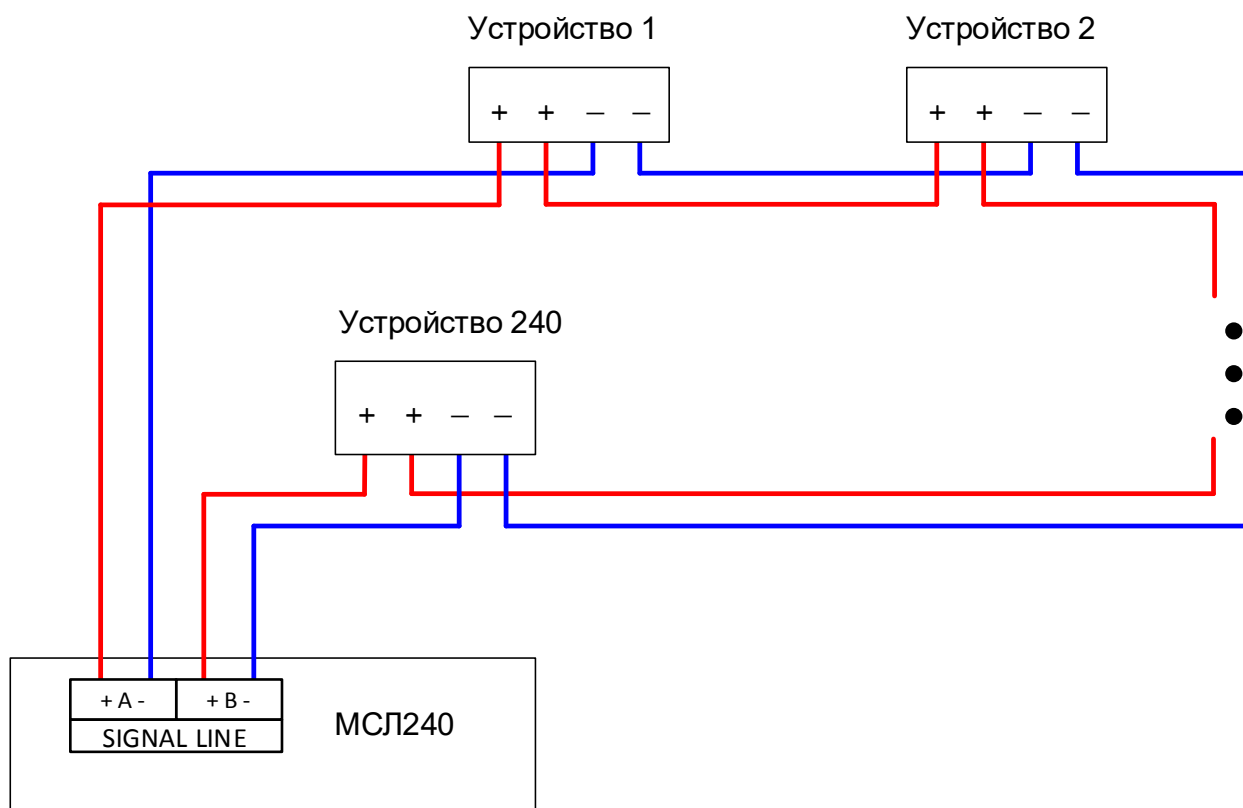 Устройство 1
Устройство 2
+ + – –
+ + – –
Устройство 240
+ + – –
+ A -
+ B -
SIGNAL LINE
МСЛ240